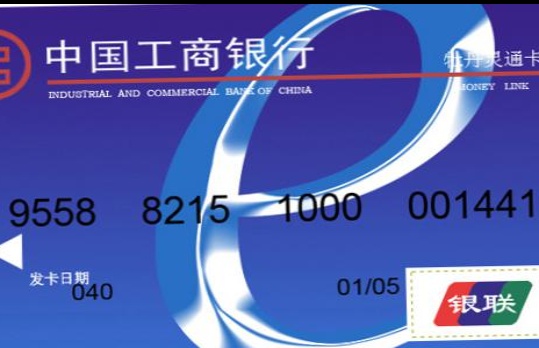 中国工商银行
INDUSTRIAL AND COMMERCIAL BANK OF CHINA
牡丹灵通卡
MONEY LINK
9558 8215 1000 001441
发卡日期 040 01/05
银联